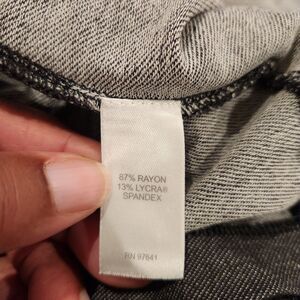 87% RAYON
13% LYCRA®
SPANDEX
RN 97641